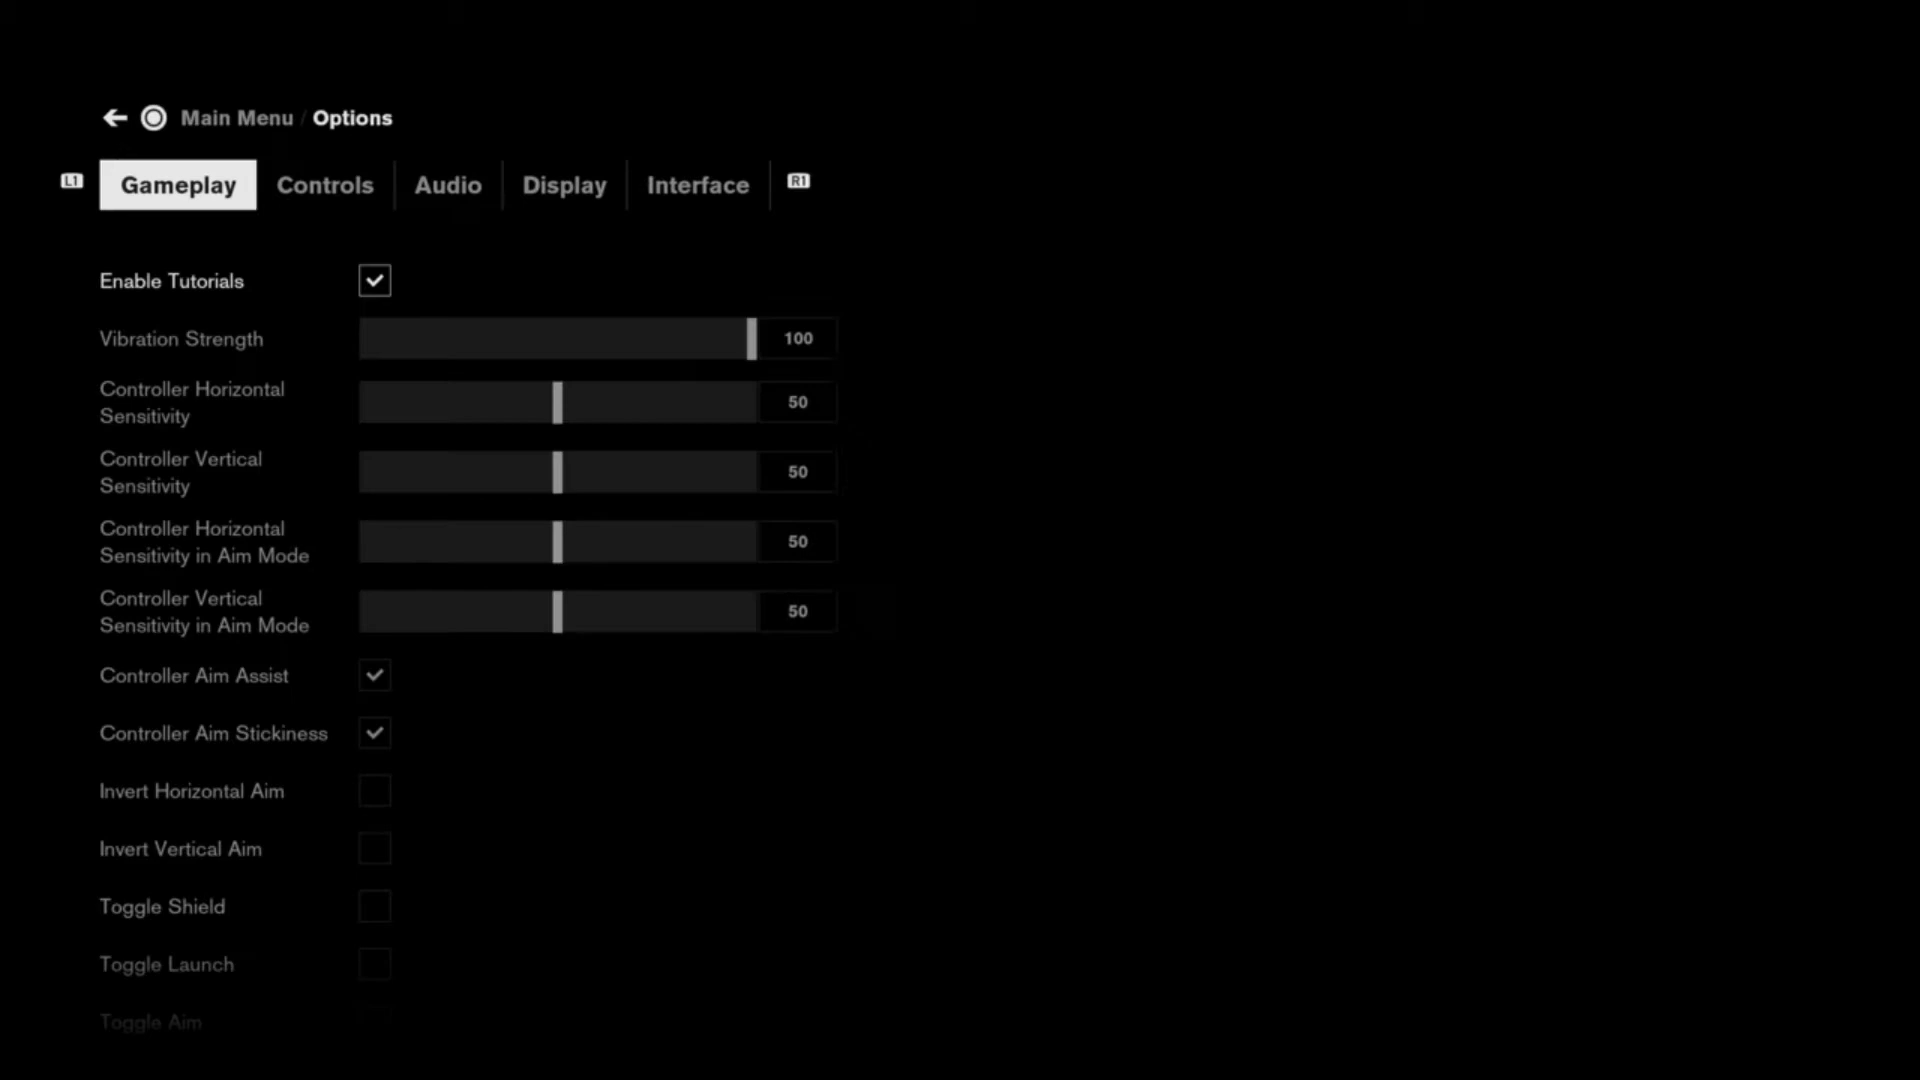 Main Menu / Options
L1 Gameplay Controls Audio Display Interface R1
Enable Tutorials
Vibration Strength 100
Controller Horizontal
Sensitivity 50
Controller Vertical
Sensitivity 50
Controller Horizontal
Sensitivity in Aim Mode 50
Controller Vertical
Sensitivity in Aim Mode 50
Controller Aim Assist
Controller Aim Stickiness
Invert Horizontal Aim
Invert Vertical Aim
Toggle Shield
Toggle Launch
Toggle Aim